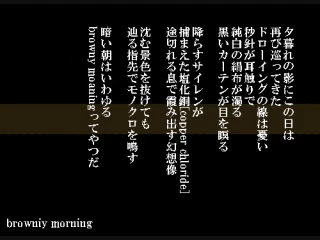 夕暮れの影にこの日は
再び巡ってきた
ドローイングの線は憂い
秒針が耳触りで
純白の絹布が濁る
黒いカーテンが目を瞑る
降らすサイレンが
捕まえた塩化銅[copper chloride]
途切れる息で霞み出す幻想像
沈む景色を抜けても
辿る指先でモノクロを鳴す
暗い朝はいわゆる
browny moaningってやつだ
browniy morning